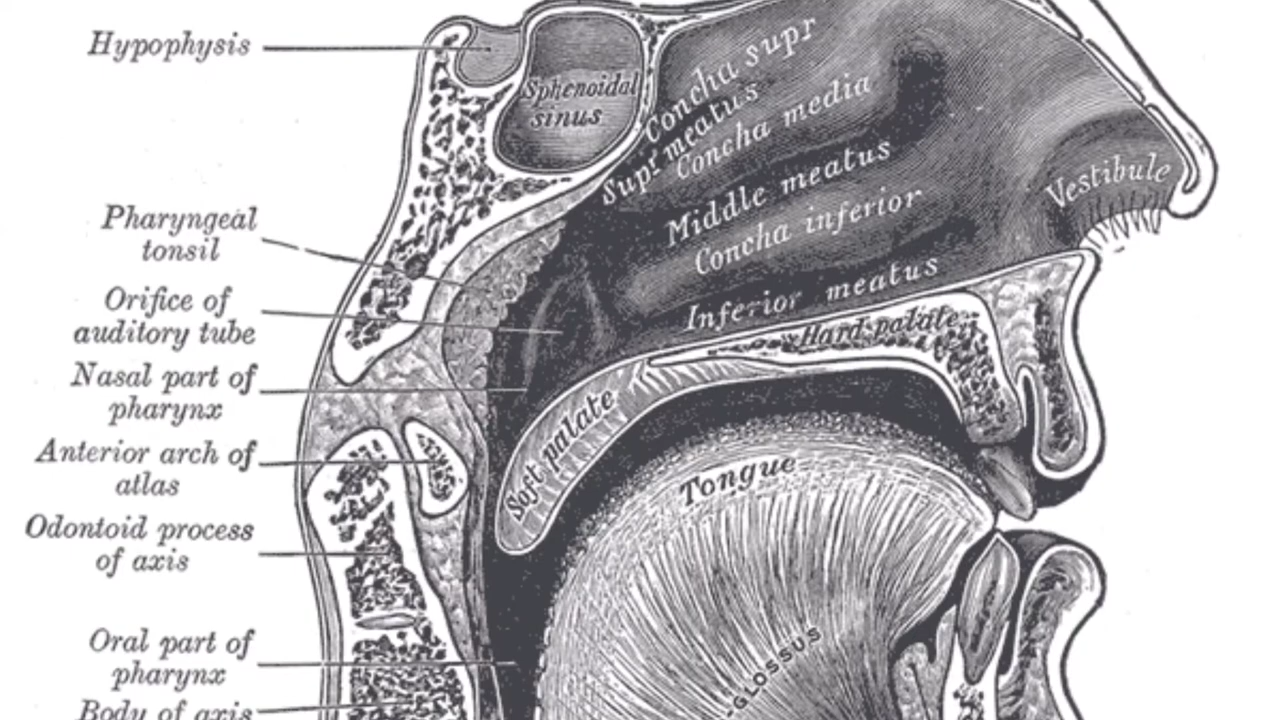 Hypophysis
Sphenoidal
sinus
Concha supr
Supr meatus
Concha media
Middle meatus
Concha inferior
Inferior meatus
Vestibule
Pharyngeal
tonsil
Orifice of
auditory tube
Hard palate
Nasal part of
pharynx
Soft palate
Anterior arch of
atlas
Tongue
Odontoid process
of axis
Oral part of
pharynx
-GLOSSUS
Body of axis